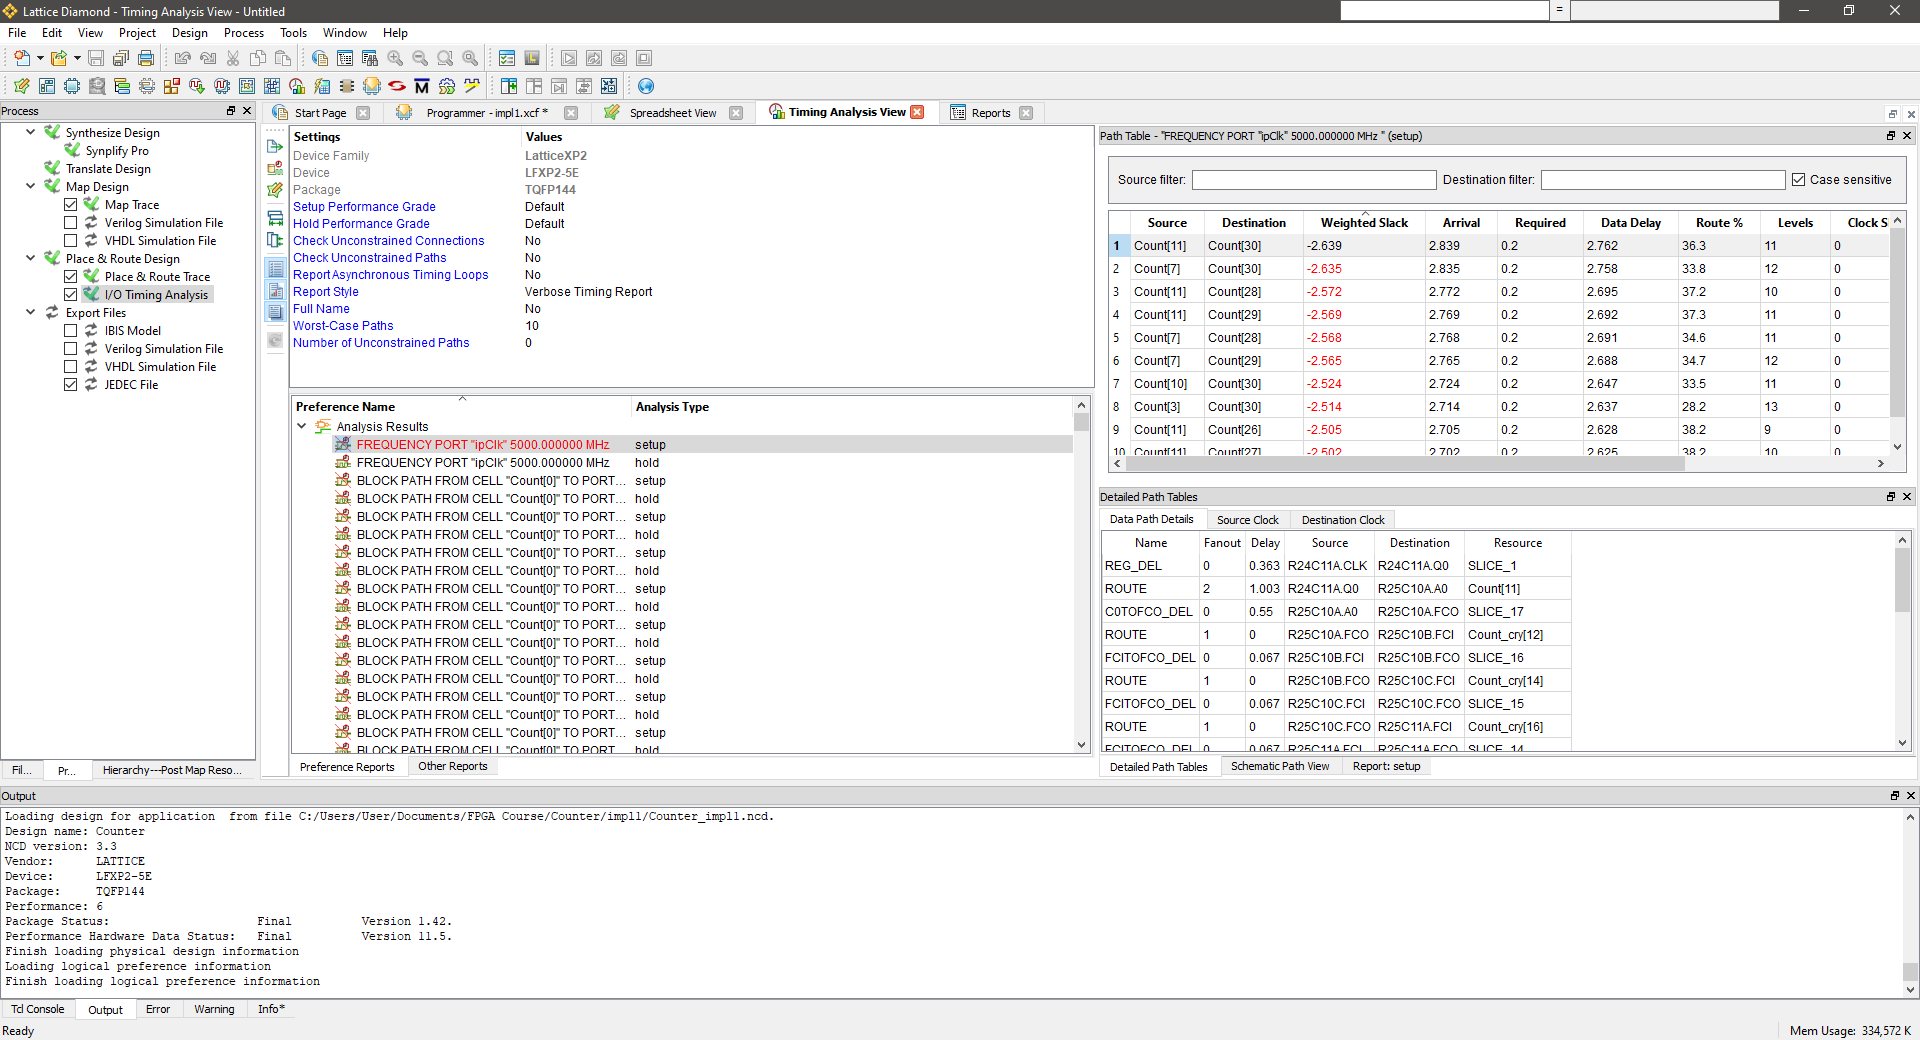 Lattice Diamond - Timing Analysis View - Untitled
=
File Edit View Project Design Process Tools Window Help
Process
Synthesize Design
Synplify Pro
Translate Design
Map Design
Map Trace
Verilog Simulation File
VHDL Simulation File
Place & Route Design
Place & Route Trace
I/O Timing Analysis
Export Files
IBIS Model
Verilog Simulation File
VHDL Simulation File
JEDEC File
Fil... Pr... Hierarchy---Post Map Reso...
Start Page Programmer - impl1.xcf * Spreadsheet View Timing Analysis View Reports
Settings Values
Device Family LatticeXP2
Device LFXP2-5E
Package TQFP144
Setup Performance Grade Default
Hold Performance Grade Default
Check Unconstrained Connections No
Check Unconstrained Paths No
Report Asynchronous Timing Loops No
Report Style Verbose Timing Report
Full Name No
Worst-Case Paths 10
Number of Unconstrained Paths 0
Preference Name Analysis Type
Analysis Results
FREQUENCY PORT "ipClk" 5000.000000 MHz setup
FREQUENCY PORT "ipClk" 5000.000000 MHz hold
BLOCK PATH FROM CELL "Count[0]" TO PORT... setup
BLOCK PATH FROM CELL "Count[0]" TO PORT... hold
BLOCK PATH FROM CELL "Count[0]" TO PORT... setup
BLOCK PATH FROM CELL "Count[0]" TO PORT... hold
BLOCK PATH FROM CELL "Count[0]" TO PORT... setup
BLOCK PATH FROM CELL "Count[0]" TO PORT... hold
BLOCK PATH FROM CELL "Count[0]" TO PORT... setup
BLOCK PATH FROM CELL "Count[0]" TO PORT... hold
BLOCK PATH FROM CELL "Count[0]" TO PORT... setup
BLOCK PATH FROM CELL "Count[0]" TO PORT... hold
BLOCK PATH FROM CELL "Count[0]" TO PORT... setup
BLOCK PATH FROM CELL "Count[0]" TO PORT... hold
BLOCK PATH FROM CELL "Count[0]" TO PORT... setup
BLOCK PATH FROM CELL "Count[0]" TO PORT... hold
BLOCK PATH FROM CELL "Count[0]" TO PORT... setup
BLOCK PATH FROM CELL "Count[0]" TO PORT... hold
Preference Reports Other Reports
Path Table - "FREQUENCY PORT "ipClk" 5000.000000 MHz " (setup)
Source filter: Destination filter: Case sensitive
Source Destination Weighted Slack Arrival Required Data Delay Route % Levels Clock S
1 Count[11] Count[30] -2.639 2.839 0.2 2.762 36.3 11 0
2 Count[7] Count[30] -2.635 2.835 0.2 2.758 33.8 12 0
3 Count[11] Count[28] -2.572 2.772 0.2 2.695 37.2 10 0
4 Count[11] Count[29] -2.569 2.769 0.2 2.692 37.3 11 0
5 Count[7] Count[28] -2.568 2.768 0.2 2.691 34.6 11 0
6 Count[7] Count[29] -2.565 2.765 0.2 2.688 34.7 12 0
7 Count[10] Count[30] -2.524 2.724 0.2 2.647 33.5 11 0
8 Count[3] Count[30] -2.514 2.714 0.2 2.637 28.2 13 0
9 Count[11] Count[26] -2.505 2.705 0.2 2.628 38.2 9 0
10 Count[11] Count[27] -2.502 2.702 0.2 2.625 38.2 10 0
Detailed Path Tables
Data Path Details Source Clock Destination Clock
Name Fanout Delay Source Destination Resource
REG_DEL 0 0.363 R24C11A.CLK R24C11A.Q0 SLICE_1
ROUTE 2 1.003 R24C11A.Q0 R25C10A.A0 Count[11]
C0TOFCO_DEL 0 0.55 R25C10A.A0 R25C10A.FCO SLICE_17
ROUTE 1 0 R25C10A.FCO R25C10B.FCI Count_cry[12]
FCITOFCO_DEL 0 0.067 R25C10B.FCI R25C10B.FCO SLICE_16
ROUTE 1 0 R25C10B.FCO R25C10C.FCI Count_cry[14]
FCITOFCO_DEL 0 0.067 R25C10C.FCI R25C10C.FCO SLICE_15
ROUTE 1 0 R25C10C.FCO R25C11A.FCI Count_cry[16]
FCITOFCO_DEL 0 0.067 R25C11A.FCI R25C11A.FCO SLICE_14
Detailed Path Tables Schematic Path View Report: setup
Output
Loading design for application from file C:/Users/User/Documents/FPGA Course/Counter/impl1/Counter_impl1.ncd.
Design name: Counter
NCD version: 3.3
Vendor: LATTICE
Device: LFXP2-5E
Package: TQFP144
Performance: 6
Package Status: Final Version 1.42.
Performance Hardware Data Status: Final Version 11.5.
Finish loading physical design information
Loading logical preference information
Finish loading logical preference information
Tcl Console Output Error Warning Info*
Ready
Mem Usage: 334,572 K